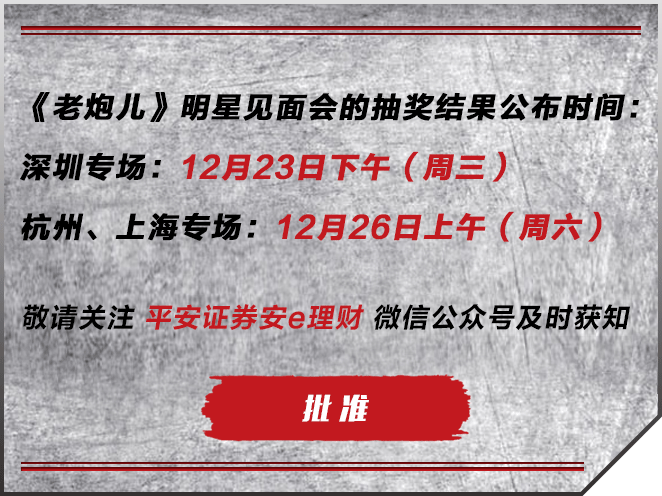 《老炮儿》明星见面会的抽奖结果公布时间：
深圳专场：12月23日下午（周三）
杭州、上海专场：12月26日上午（周六）
敬请关注 平安证券安e理财 微信公众号及时获知
批准